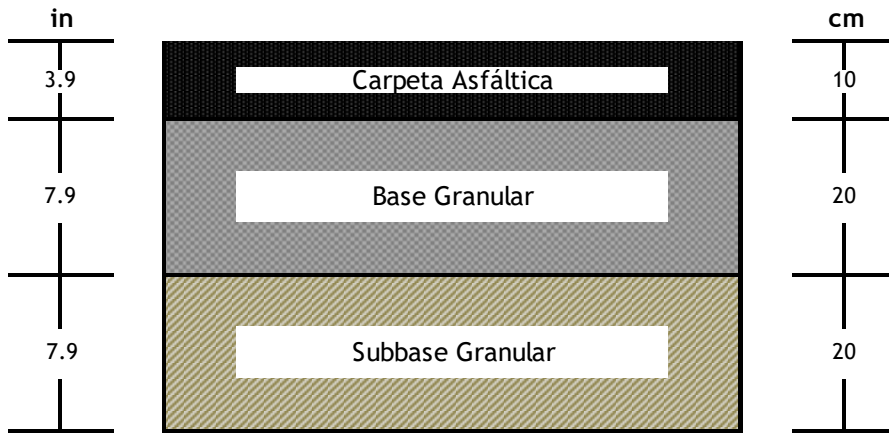 in cm
3.9 Carpeta Asfáltica 10
7.9 Base Granular 20
7.9 Subbase Granular 20